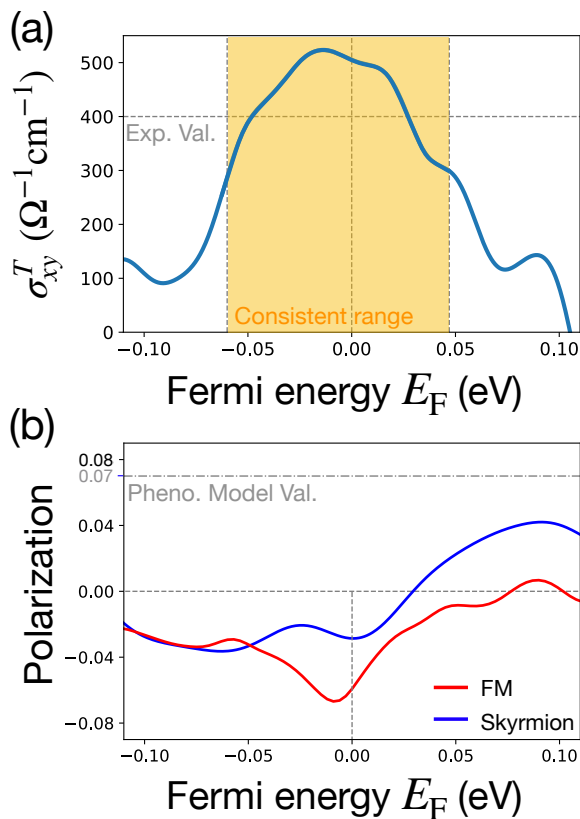 (a)
500
400
300
200
100
0
σ_xy^T (Ω⁻¹cm⁻¹)
Exp. Val.
Consistent range
−0.10 −0.05 0.00 0.05 0.10
Fermi energy E_F (eV)
(b)
0.08
0.07
0.04
0.00
−0.04
−0.08
Polarization
Pheno. Model Val.
FM
Skyrmion
−0.10 −0.05 0.00 0.05 0.10
Fermi energy E_F (eV)